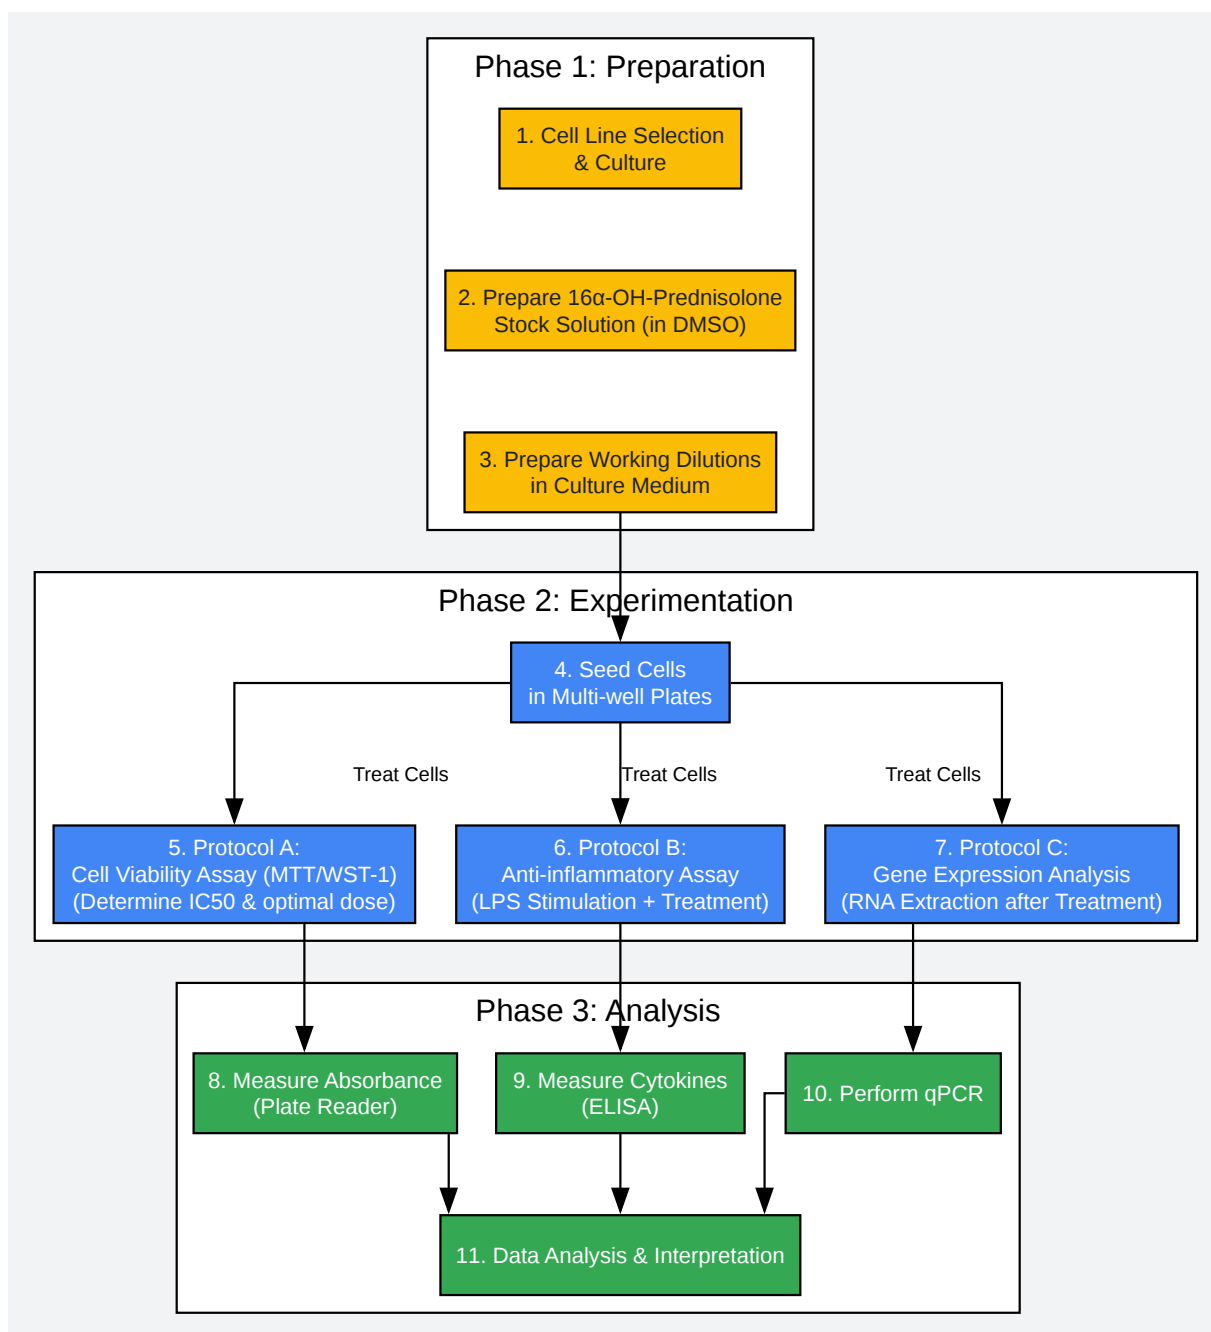 Phase 1: Preparation
1. Cell Line Selection
& Culture
2. Prepare 16α-OH-Prednisolone
Stock Solution (in DMSO)
3. Prepare Working Dilutions
in Culture Medium
Phase 2: Experimentation
4. Seed Cells
in Multi-well Plates
Treat Cells
Treat Cells
Treat Cells
5. Protocol A:
Cell Viability Assay (MTT/WST-1)
(Determine IC50 & optimal dose)
6. Protocol B:
Anti-inflammatory Assay
(LPS Stimulation + Treatment)
7. Protocol C:
Gene Expression Analysis
(RNA Extraction after Treatment)
Phase 3: Analysis
8. Measure Absorbance
(Plate Reader)
9. Measure Cytokines
(ELISA)
10. Perform qPCR
11. Data Analysis & Interpretation